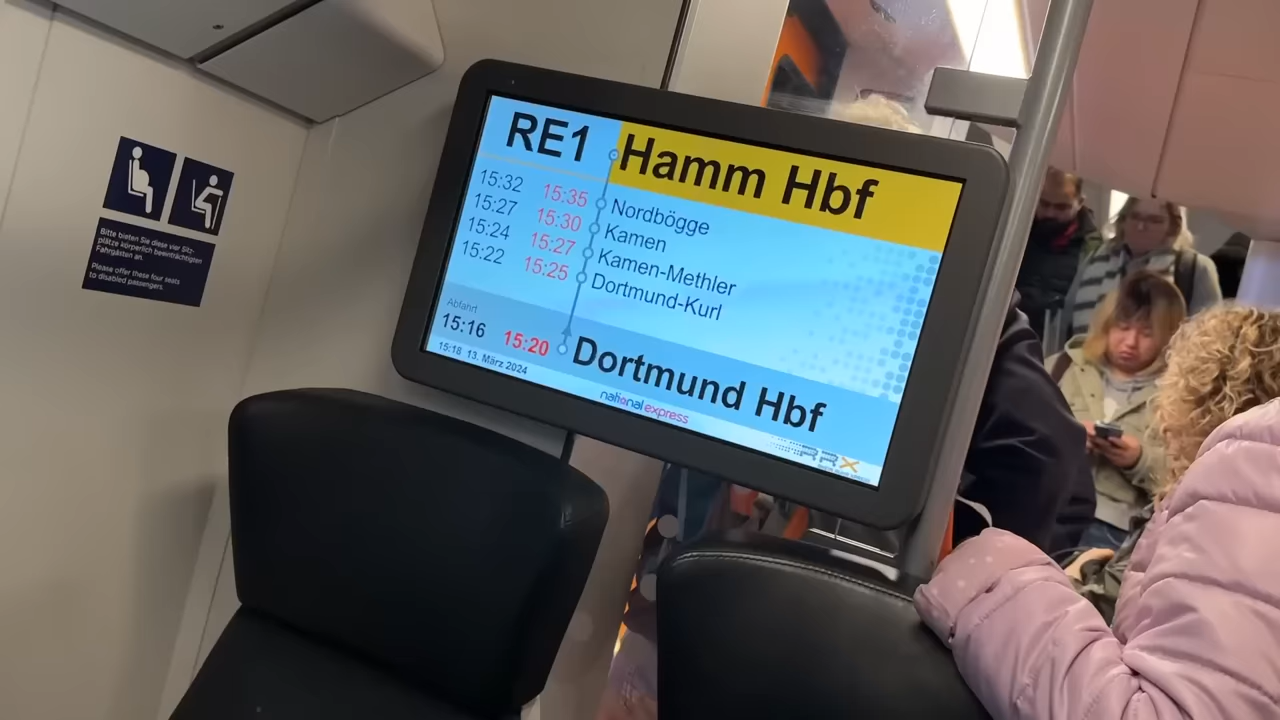 RE1 Hamm Hbf
15:32 15:35 Nordbögge
15:27 15:30 Kamen
15:24 15:27 Kamen-Methler
15:22 15:25 Dortmund-Kurl
Abfahrt
15:16 15:20 Dortmund Hbf
15:18 13. März 2024
national express
RRX
Bitte bieten Sie diese vier Sitz-
plätze körperlich beeinträchtigten
Fahrgästen an.
Please offer these four seats
to disabled passengers.